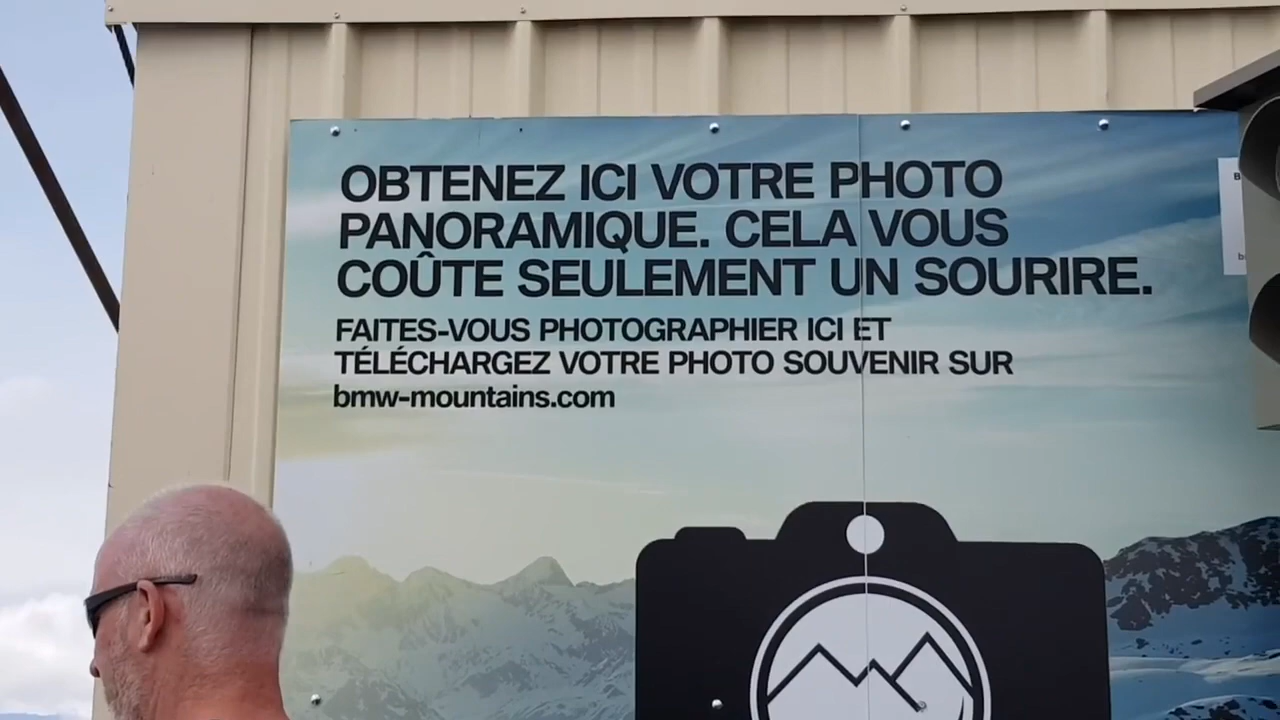 OBTENEZ ICI VOTRE PHOTO
PANORAMIQUE. CELA VOUS
COÛTE SEULEMENT UN SOURIRE.
FAITES-VOUS PHOTOGRAPHIER ICI ET
TÉLÉCHARGEZ VOTRE PHOTO SOUVENIR SUR
bmw-mountains.com